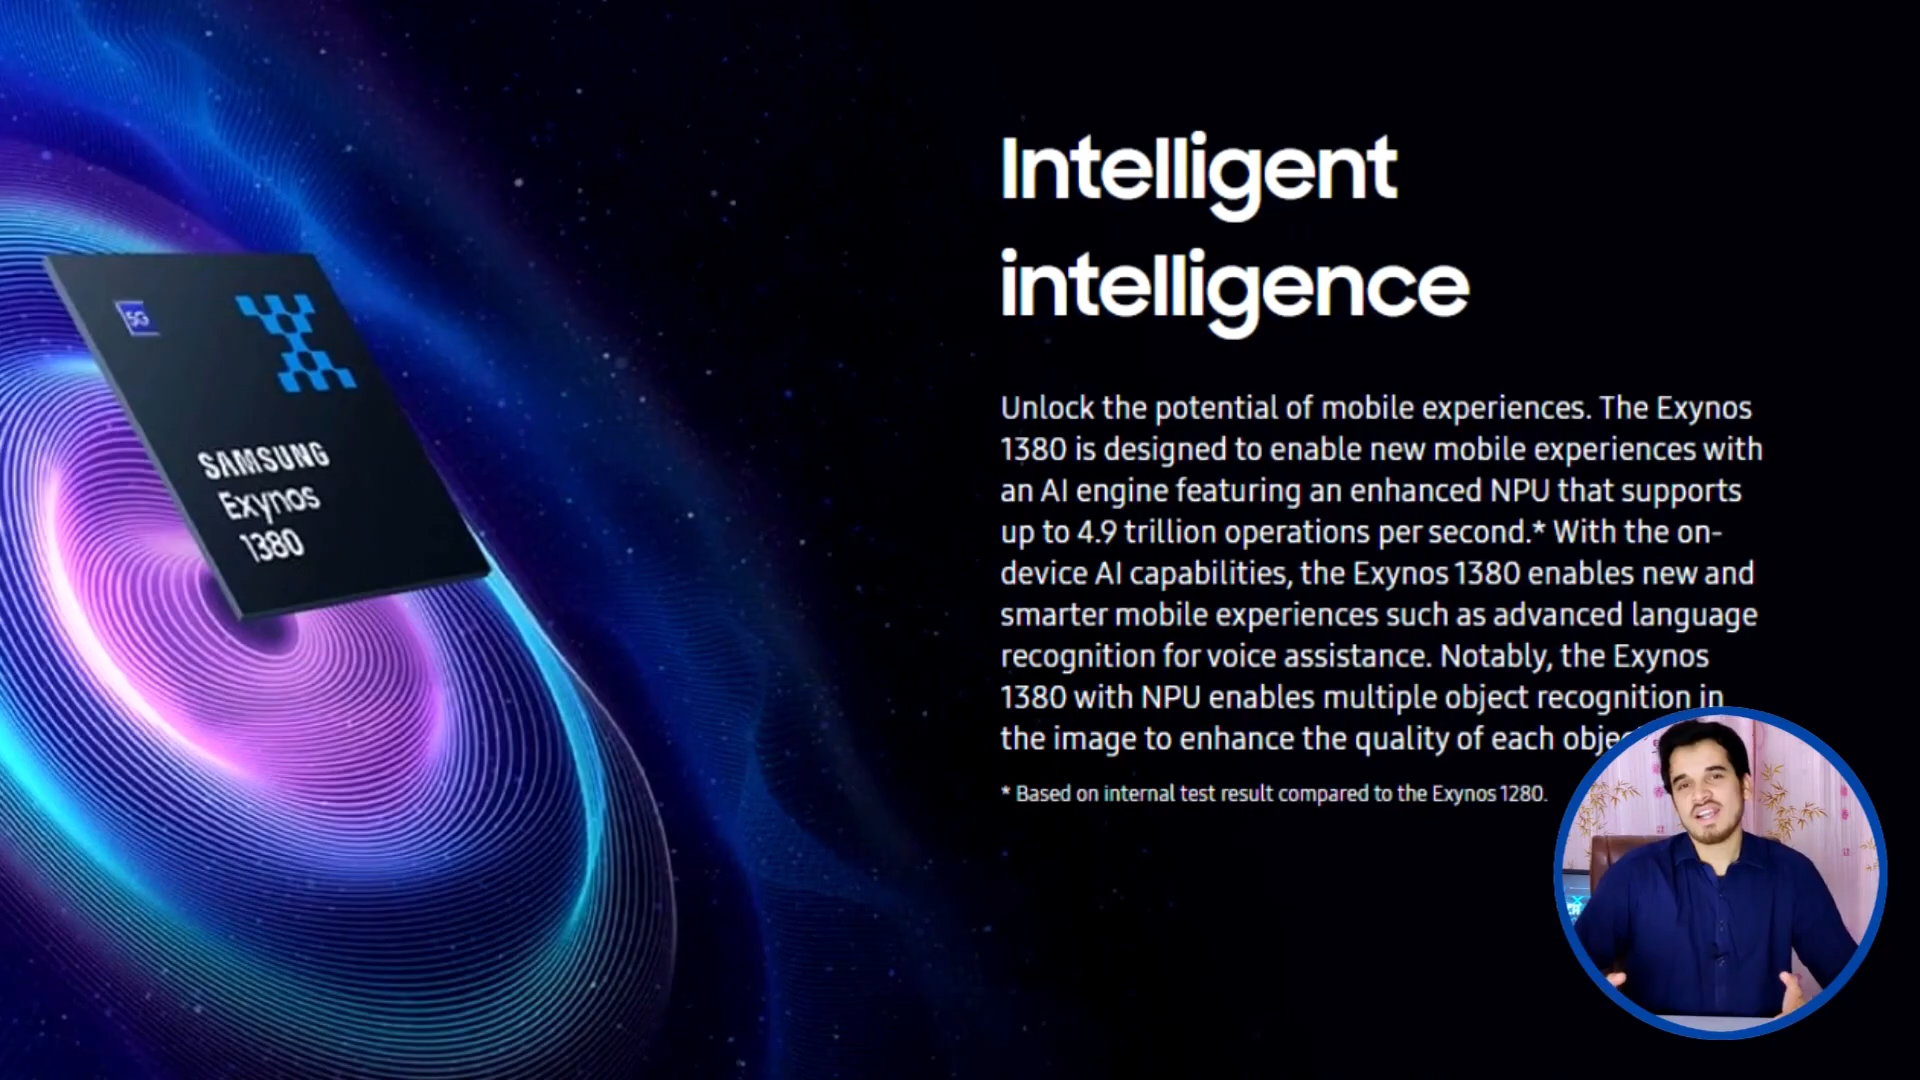 5G
SAMSUNG
Exynos
1380
Intelligent
intelligence
Unlock the potential of mobile experiences. The Exynos
1380 is designed to enable new mobile experiences with
an AI engine featuring an enhanced NPU that supports
up to 4.9 trillion operations per second.* With the on-
device AI capabilities, the Exynos 1380 enables new and
smarter mobile experiences such as advanced language
recognition for voice assistance. Notably, the Exynos
1380 with NPU enables multiple object recognition in
the image to enhance the quality of each
* Based on internal test result compared to the Exynos 1280.